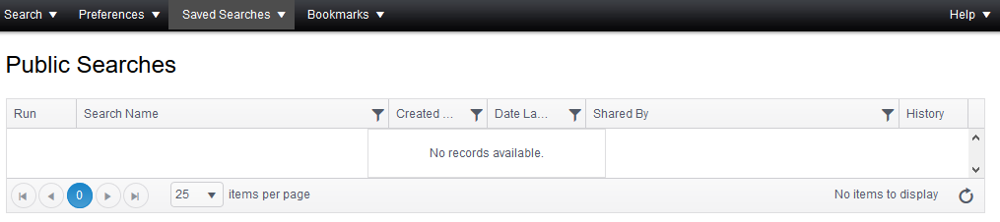 Search Preferences Saved Searches Bookmarks Help
Public Searches
Run Search Name Created ... Date La... Shared By History
No records available.
0 25 items per page No items to display